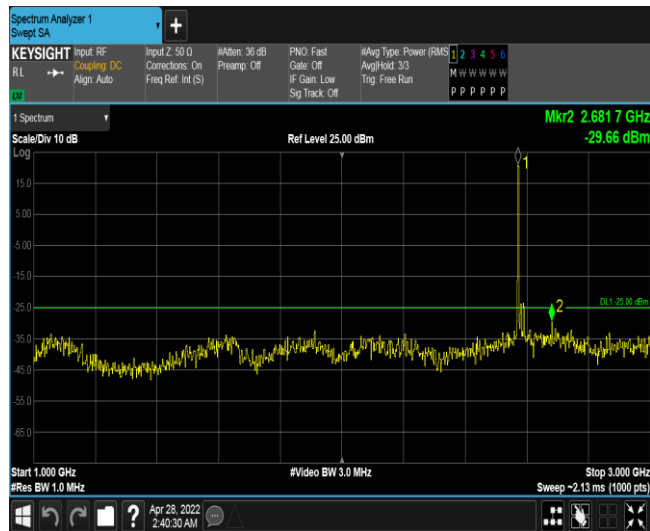 Spectrum Analyzer 1
Swept SA
+
KEYSIGHT Input: RF Input Z: 50 Ω #Atten: 36 dB PNO: Fast #Avg Type: Power (RMS 1 2 3 4 5 6
RL Coupling: DC Corrections: On Preamp: Off Gate: Off Avg|Hold: 3/3 M W W W W W
Align: Auto Freq Ref: Int (S) IF Gain: Low Trig: Free Run
Sig Track: Off P P P P P P
1 Spectrum Mkr2 2.681 7 GHz
Scale/Div 10 dB Ref Level 25.00 dBm -29.66 dBm
Log
1
15.0
5.00
-5.00
-15.0
-25.0 2 DL1 -25.00 dBm
-35.0
-45.0
-55.0
-65.0
Start 1.000 GHz #Video BW 3.0 MHz Stop 3.000 GHz
#Res BW 1.0 MHz Sweep ~2.13 ms (1000 pts)
? Apr 28, 2022
2:40:30 AM